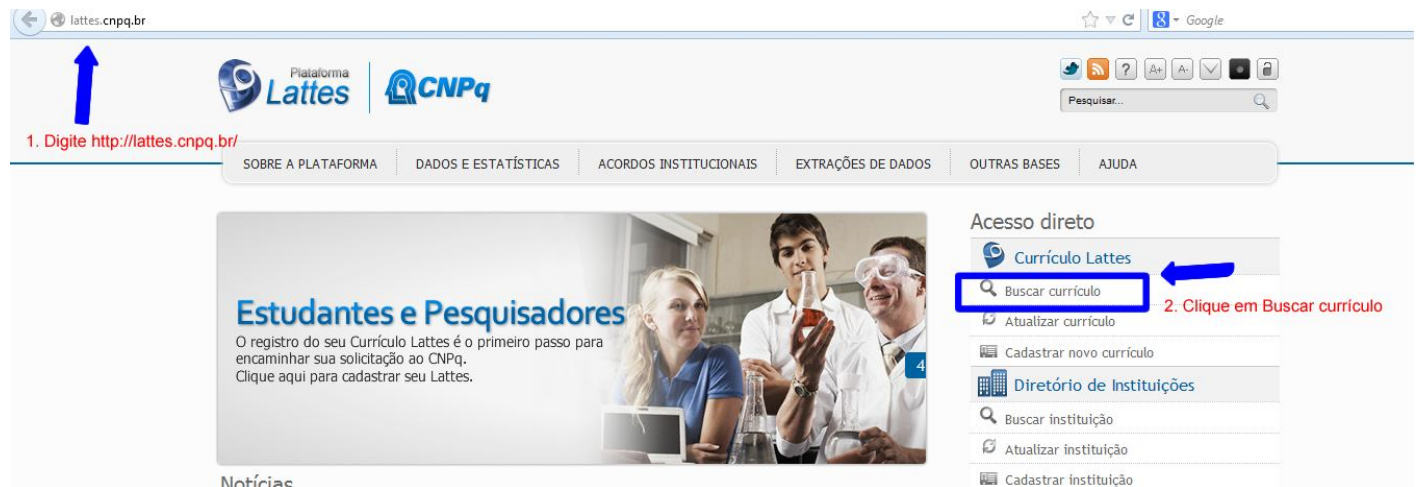 lattes.cnpq.br
Google
Plataforma
Lattes
CNPq
? A+ A-
Pesquisar...
1. Digite http://lattes.cnpq.br/
SOBRE A PLATAFORMA DADOS E ESTATÍSTICAS ACORDOS INSTITUCIONAIS EXTRAÇÕES DE DADOS OUTRAS BASES AJUDA
Estudantes e Pesquisadores
O registro do seu Currículo Lattes é o primeiro passo para
encaminhar sua solicitação ao CNPq.
Clique aqui para cadastrar seu Lattes.
4
Acesso direto
Currículo Lattes
Buscar currículo
2. Clique em Buscar currículo
Atualizar currículo
Cadastrar novo currículo
Diretório de Instituições
Buscar instituição
Atualizar instituição
Cadastrar instituição
Notícias